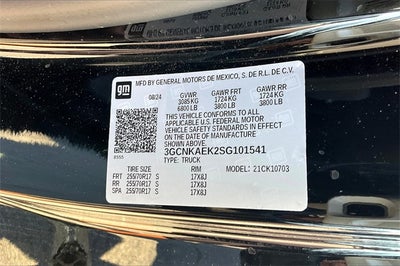 gm
MFD BY GENERAL MOTORS DE MEXICO, S. DE R.L. DE C.V.
08/24 GVWR GAWR FRT GAWR RR
3085 KG 1724 KG 1724 KG
6800 LB 3800 LB 3800 LB
THIS VEHICLE CONFORMS TO ALL
APPLICABLE U.S. FEDERAL MOTOR
VEHICLE SAFETY STANDARDS IN EFFECT
ON THE DATE OF MANUFACTURE SHOWN ABOVE.
3GCNKAEK2SG101541
8555 TYPE: TRUCK MODEL: 21CK10703
TIRE SIZE RIM
FRT 255/70R17 S 17X8J
RR 255/70R17 S 17X8J
SPA 255/70R17 S 17X8J